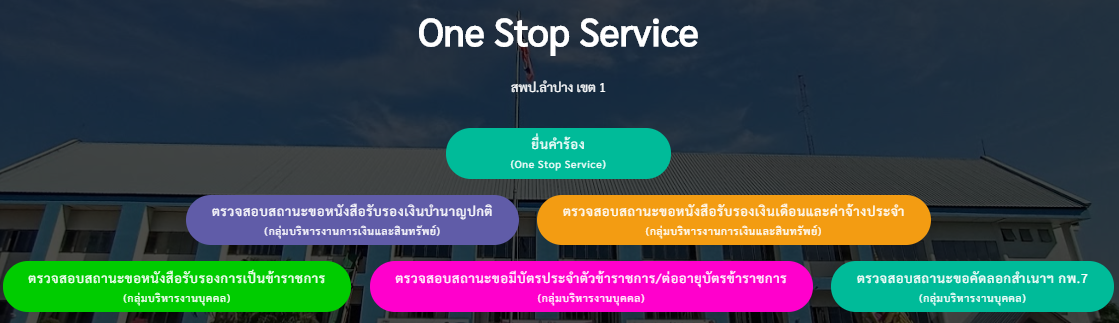 One Stop Service
สพป.ลำปาง เขต 1
ยื่นคำร้อง
(One Stop Service)
ตรวจสอบสถานะขอหนังสือรับรองเงินบำนาญปกติ
(กลุ่มบริหารงานการเงินและสินทรัพย์)
ตรวจสอบสถานะขอหนังสือรับรองเงินเดือนและค่าจ้างประจำ
(กลุ่มบริหารงานการเงินและสินทรัพย์)
ตรวจสอบสถานะขอหนังสือรับรองการเป็นข้าราชการ
(กลุ่มบริหารงานบุคคล)
ตรวจสอบสถานะขอมีบัตรประจำตัวข้าราชการ/ต่ออายุบัตรข้าราชการ
(กลุ่มบริหารงานบุคคล)
ตรวจสอบสถานะขอคัดลอกสำเนาฯ กพ.7
(กลุ่มบริหารงานบุคคล)